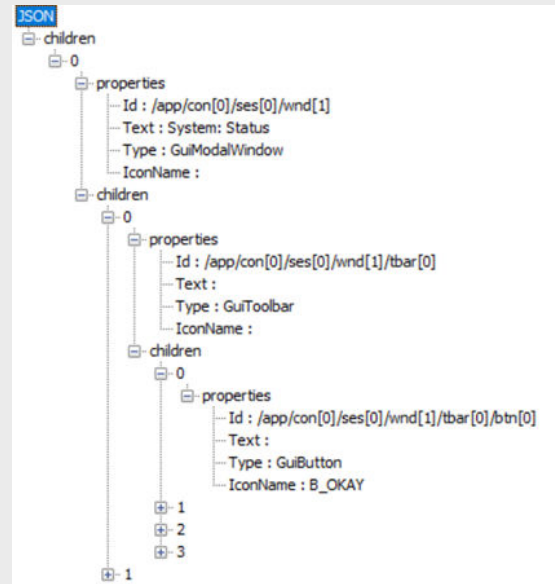 JSON
children
0
properties
Id : /app/con[0]/ses[0]/wnd[1]
Text : System: Status
Type : GuiModalWindow
IconName :
children
0
properties
Id : /app/con[0]/ses[0]/wnd[1]/tbar[0]
Text :
Type : GuiToolbar
IconName :
children
0
properties
Id : /app/con[0]/ses[0]/wnd[1]/tbar[0]/btn[0]
Text :
Type : GuiButton
IconName : B_OKAY
1
2
3
1